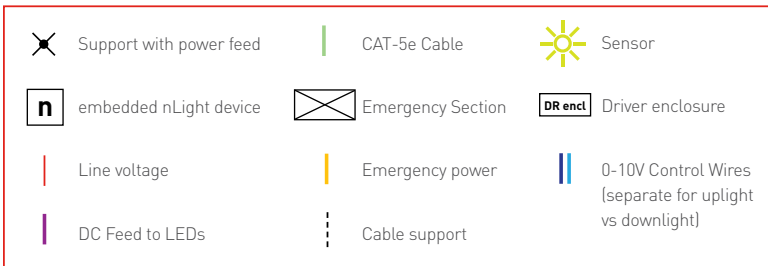 Support with power feed
CAT-5e Cable
Sensor
n
embedded nLight device
Emergency Section
DR encl
Driver enclosure
Line voltage
Emergency power
0-10V Control Wires
(separate for uplight
vs downlight)
DC Feed to LEDs
Cable support